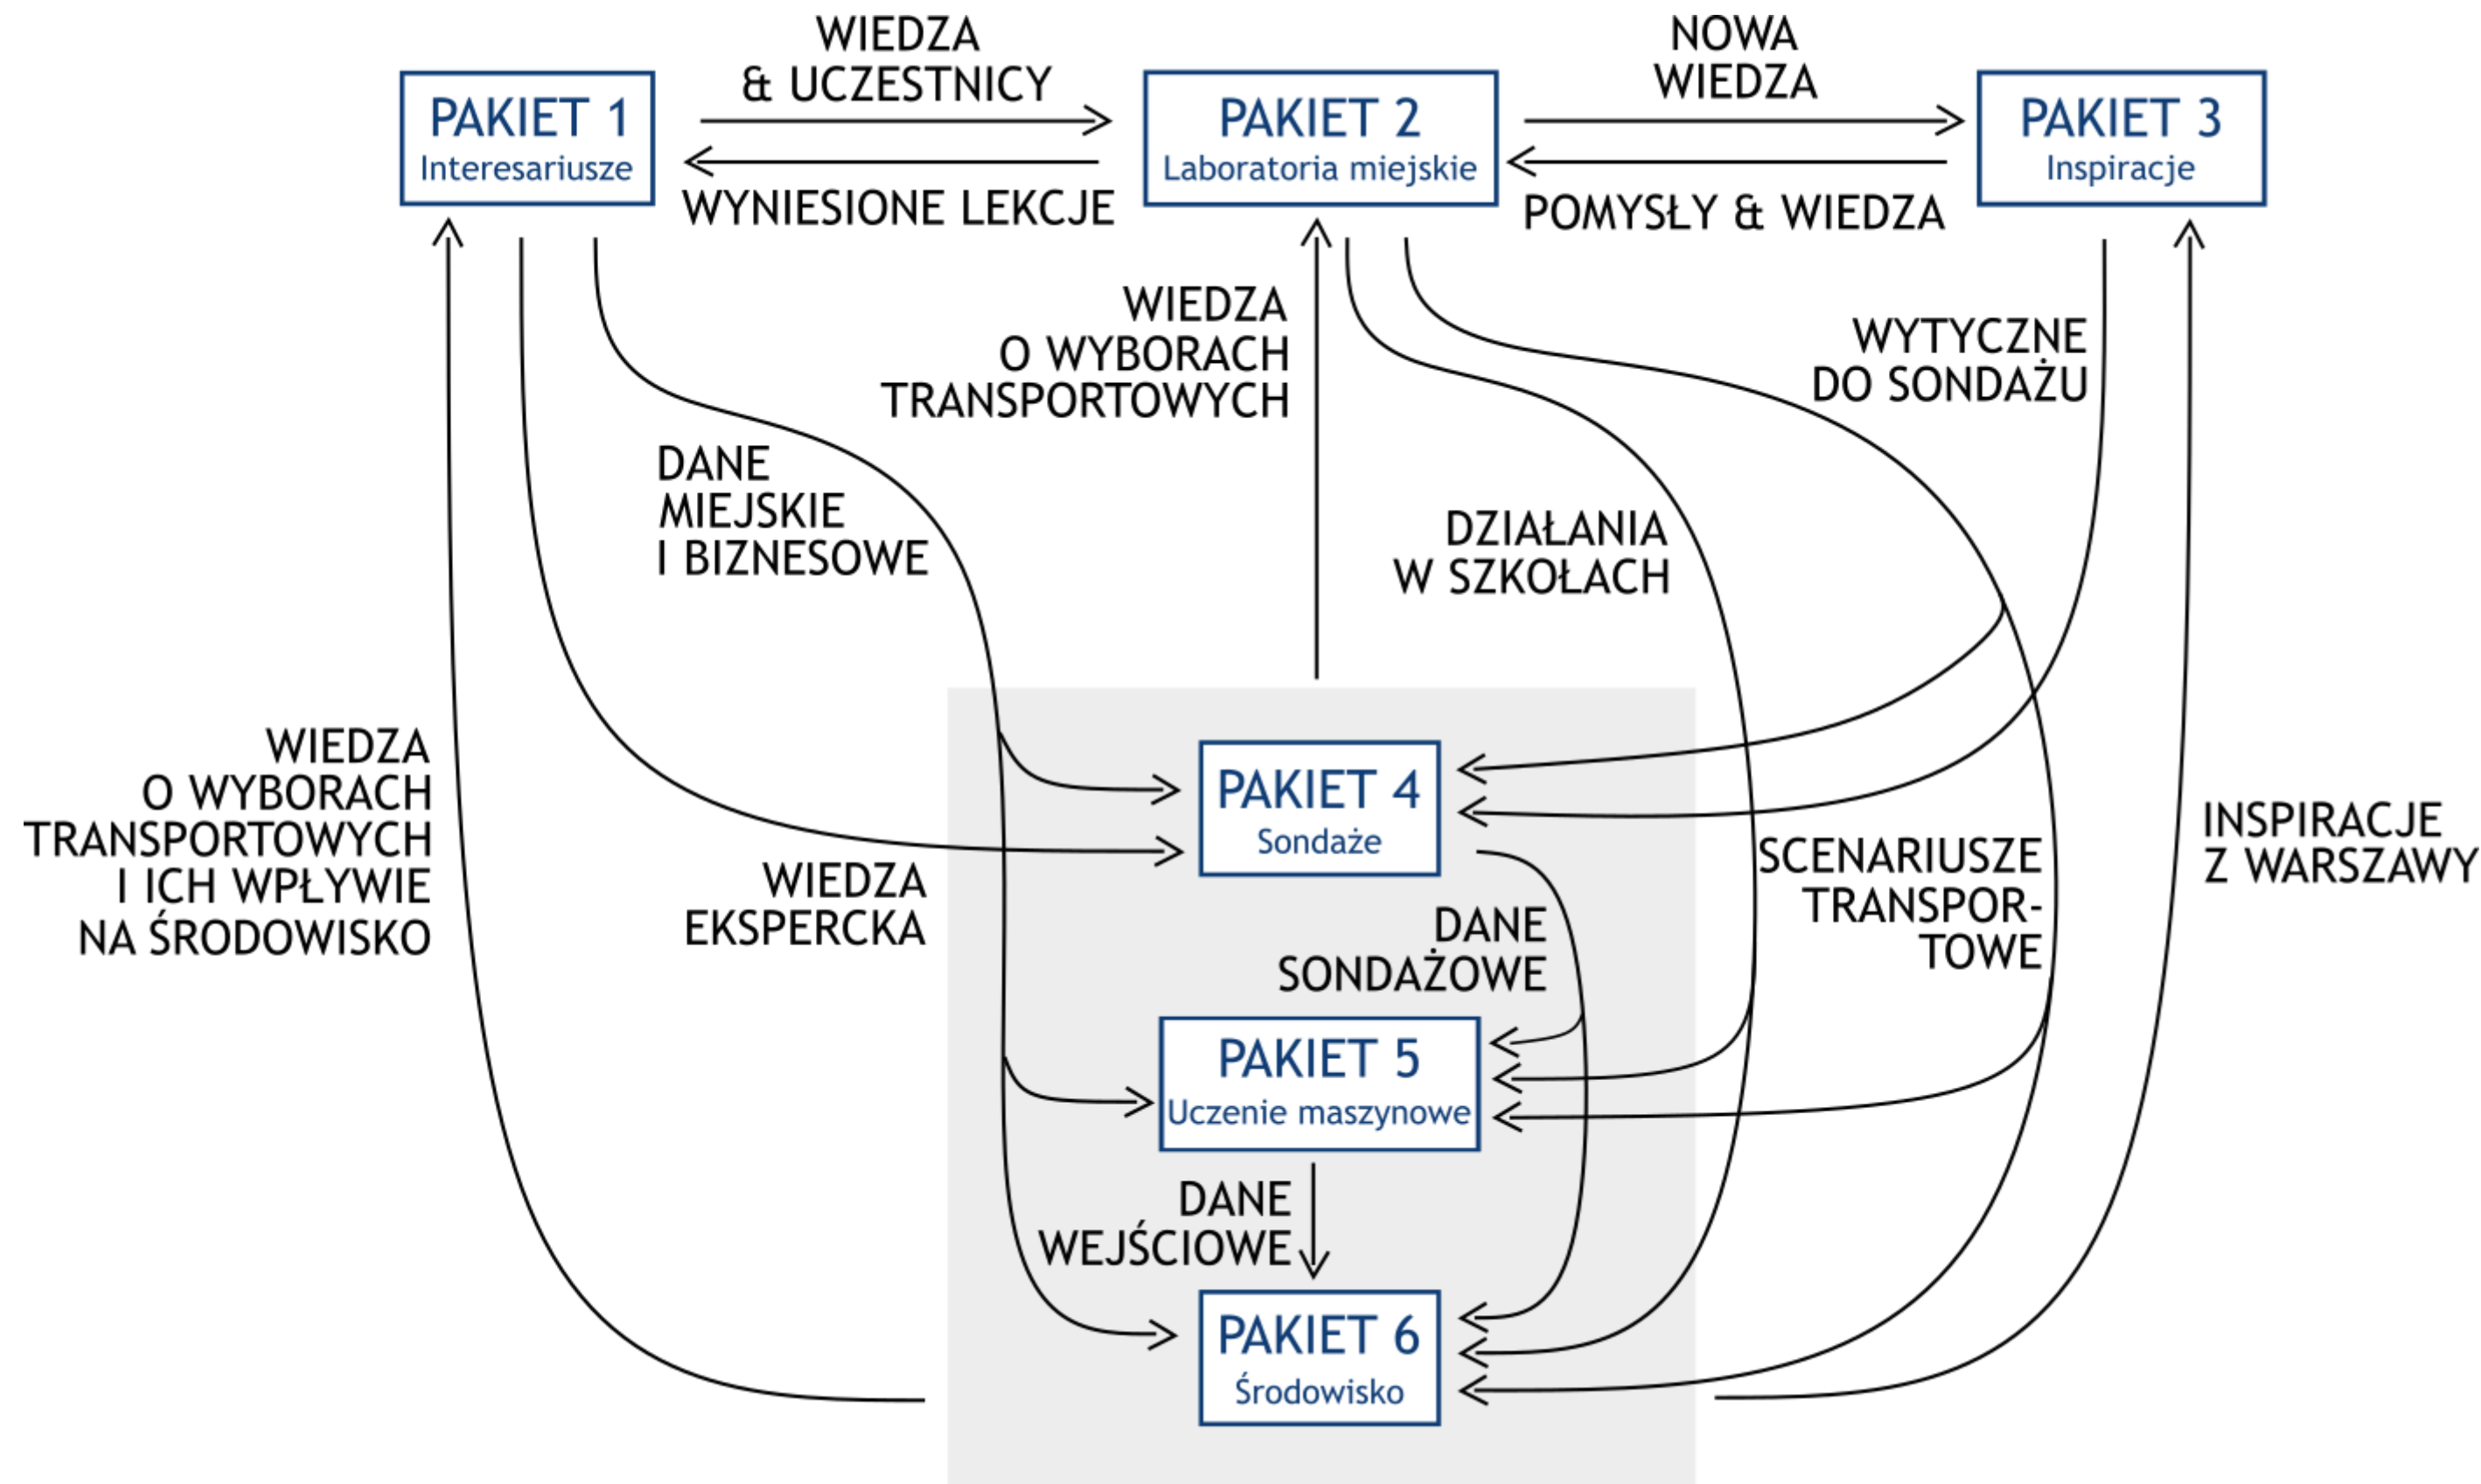 WIEDZA
& UCZESTNICY
NOWA
WIEDZA
PAKIET 1
Interesariusze
PAKIET 2
Laboratoria miejskie
PAKIET 3
Inspiracje
WYNIESIONE LEKCJE
POMYSŁY & WIEDZA
WIEDZA
O WYBORACH
TRANSPORTOWYCH
WYTYCZNE
DO SONDAŻU
DANE
MIEJSKIE
I BIZNESOWE
DZIAŁANIA
W SZKOŁACH
WIEDZA
O WYBORACH
TRANSPORTOWYCH
I ICH WPŁYWIE
NA ŚRODOWISKO
PAKIET 4
Sondaże
WIEDZA
EKSPERCKA
SCENARIUSZE
TRANSPOR-
TOWE
INSPIRACJE
Z WARSZAWY
DANE
SONDAŻOWE
PAKIET 5
Uczenie maszynowe
DANE
WEJŚCIOWE
PAKIET 6
Środowisko